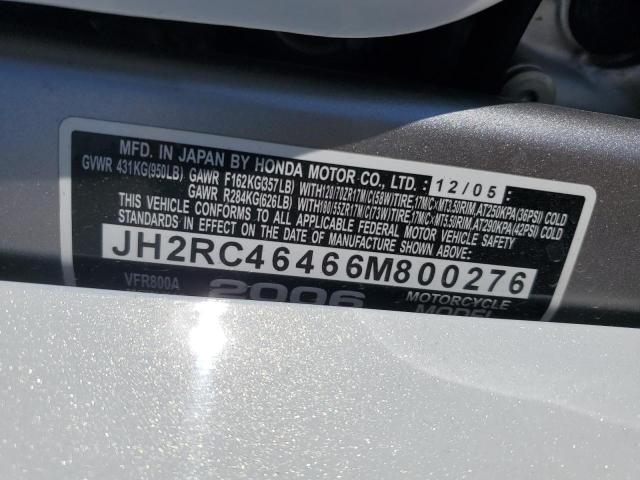 MFD. IN JAPAN BY HONDA MOTOR CO., LTD. 12/05
GVWR 431KG(950LB) GAWR F162KG(357LB)WITH120/70ZR17M/C(58W)TIRE,17M/C×MT3.50RIM,AT250KPA(36PSI)COLD
GAWR R284KG(626LB)WITH180/55ZR17M/C(73W)TIRE,17M/C×MT5.50RIM,AT290KPA(42PSI)COLD
THIS VEHICLE CONFORMS TO ALL APPLICABLE FEDERAL MOTOR VEHICLE
SAFETY STANDARDS IN EFFECT ON THE DATE OF MANUFACTURE SHOWN ABOVE.
JH2RC46466M800276
VFR800A 2006 MOTORCYCLE
MODEL